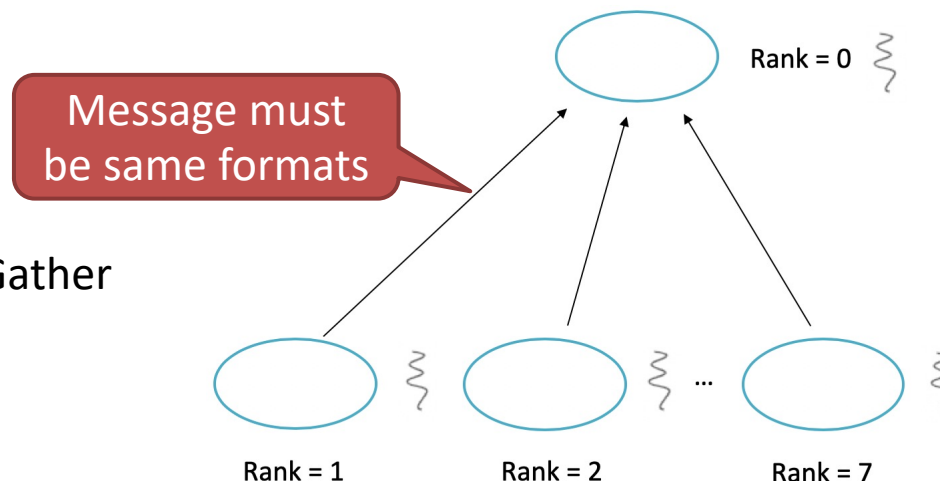 Rank = 0
Message must
be same formats
Gather
...
Rank = 1
Rank = 2
Rank = 7